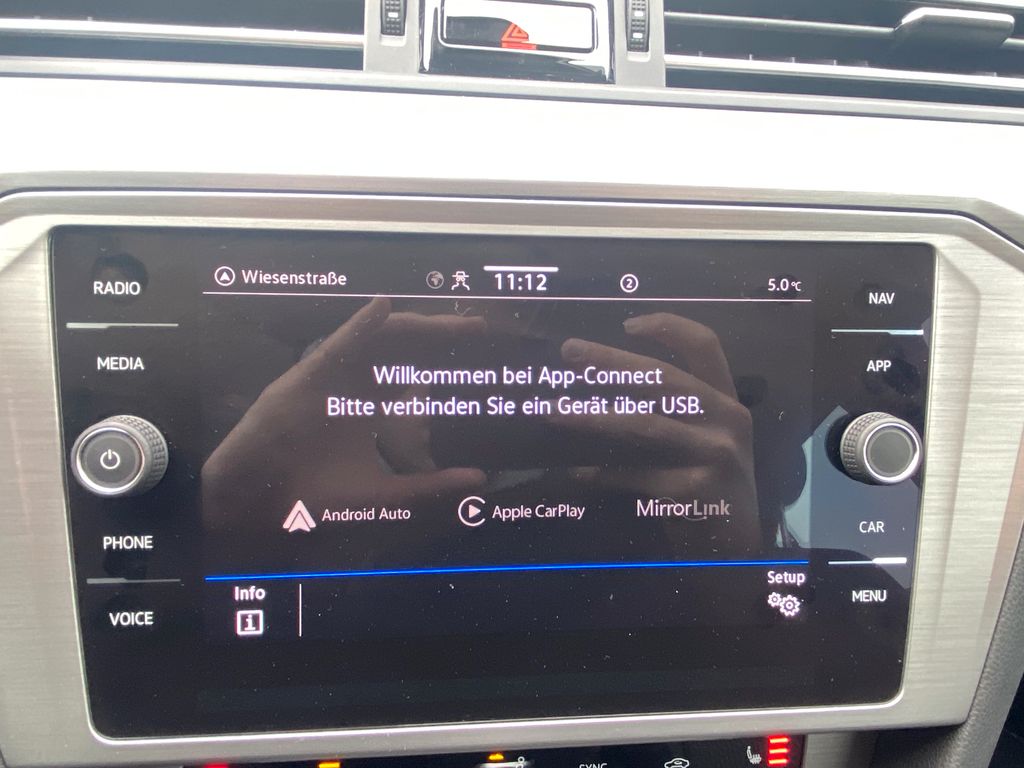 RADIO
MEDIA
PHONE
VOICE
Wiesenstraße
11:12
2
5.0°C
Willkommen bei App-Connect
Bitte verbinden Sie ein Gerät über USB.
Android Auto
Apple CarPlay
MirrorLink
Info
i
Setup
NAV
APP
CAR
MENU
SYNC